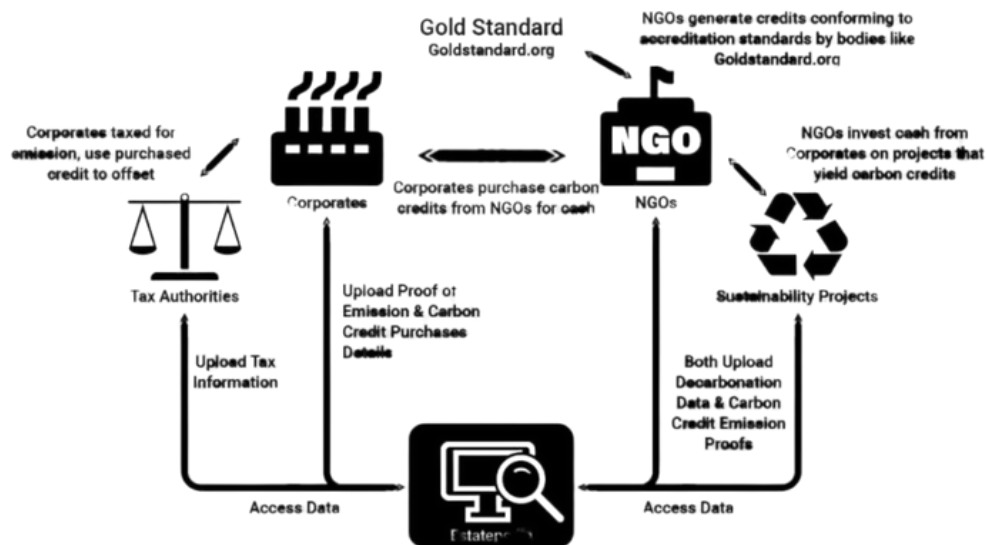 Gold Standard
Goldstandard.org
NGOs generate credits conforming to
accreditation standards by bodies like
Goldstandard.org
Corporates taxed for
emission, use purchased
credit to offset
NGO
NGOs invest cash from
Corporates on projects that
yield carbon credits
Corporates purchase carbon
credits from NGOs for cash
Corporates
NGOs
Tax Authorities
Sustainability Projects
Upload Proof of
Emission & Carbon
Credit Purchases
Details
Upload Tax
Information
Both Upload
Decarbonation
Data & Carbon
Credit Emission
Proofs
Access Data
Access Data